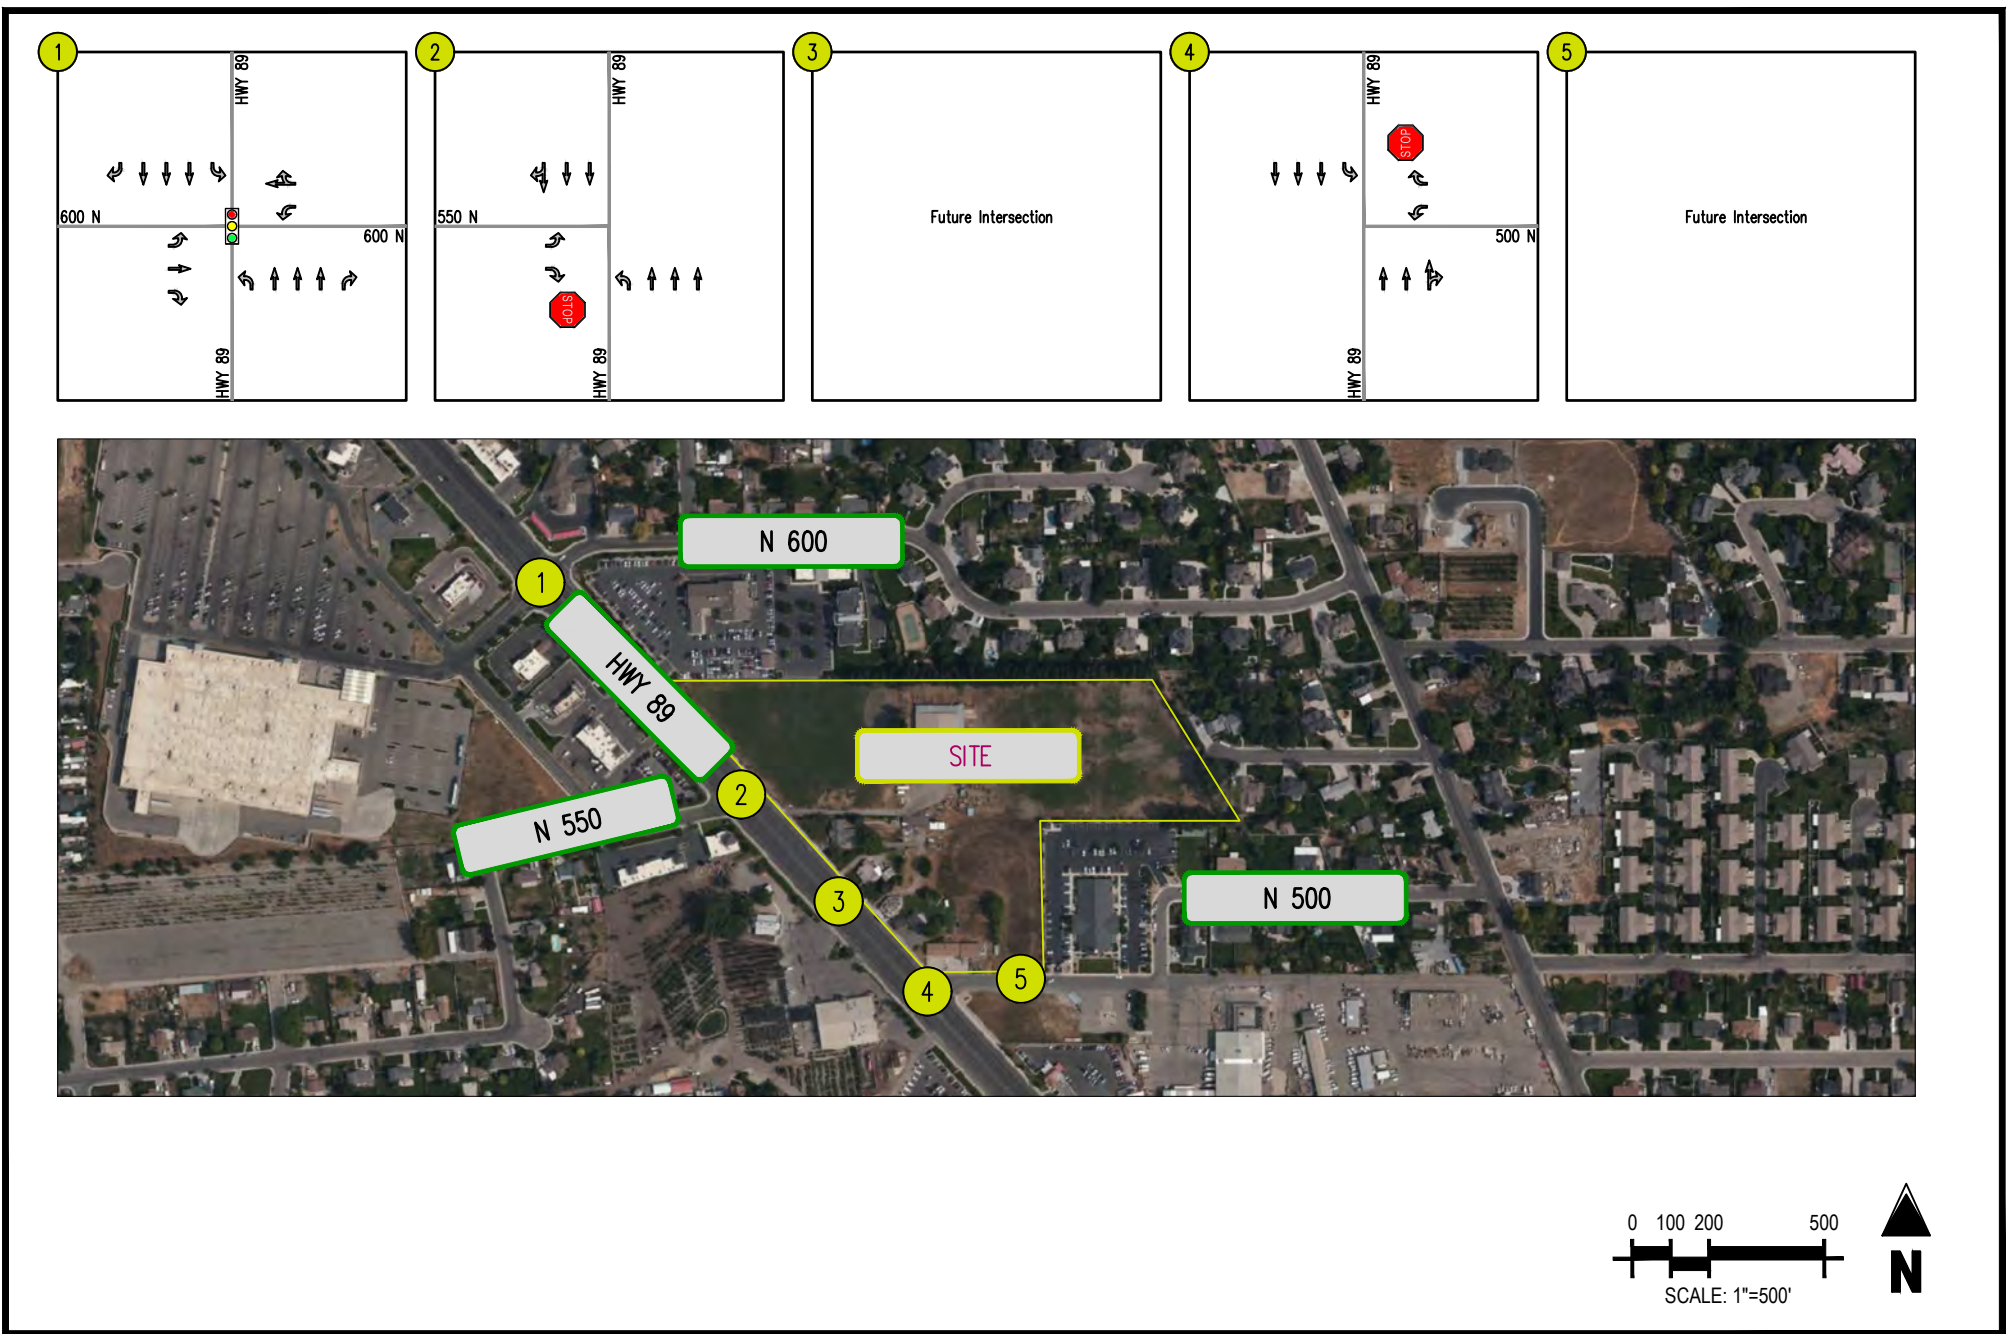 1
2
3
4
5
HWY 89
600 N
600 N
HWY 89
HWY 89
550 N
STOP
HWY 89
Future Intersection
HWY 89
STOP
500 N
HWY 89
Future Intersection
N 600
1
HWY 89
SITE
2
N 550
3
N 500
4
5
0 100 200 500
SCALE: 1"=500'
N